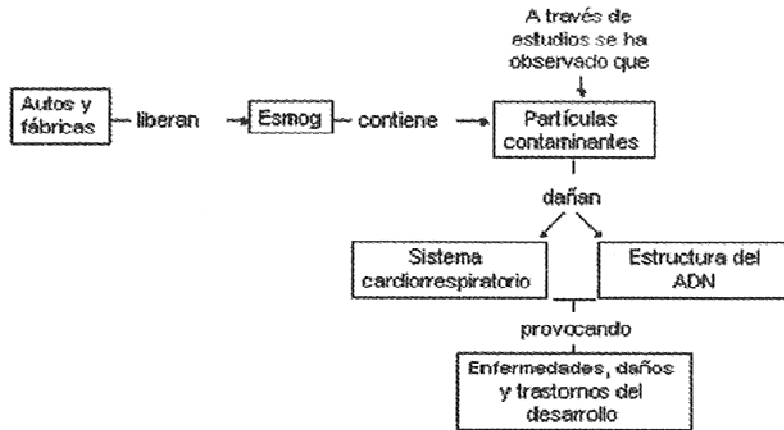 A través de
estudios se ha
observado que
Autos y
fábricas
liberan
Esmog
contiene
Partículas
contaminantes
dañan
Sistema
cardiorrespiratorio
Estructura del
ADN
provocando
Enfermedades, daños
y trastornos del
desarrollo